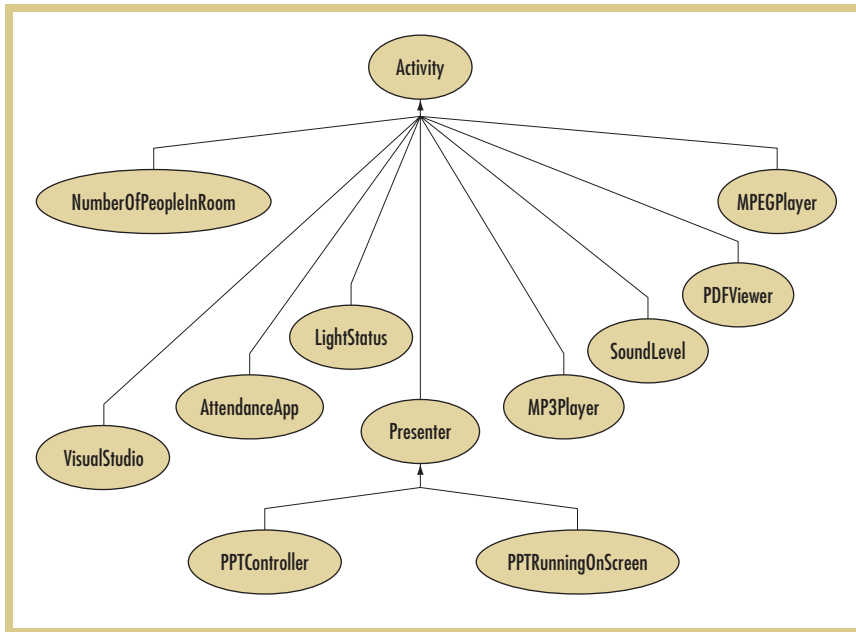 Activity
NumberOfPeopleInRoom
MPEGPlayer
PDFViewer
LightStatus
SoundLevel
AttendanceApp
MP3Player
Presenter
VisualStudio
PPTController
PPTRunningOnScreen